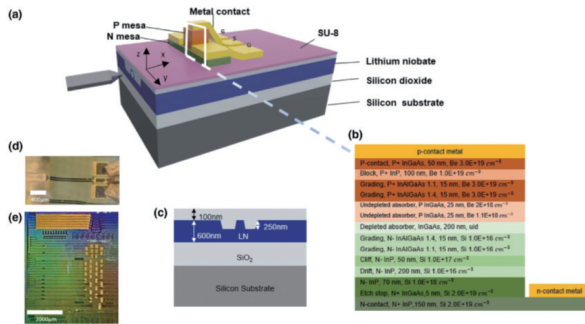 (a)
Metal contact
P mesa
N mesa
SU-8
z
x
y
G
S
G
Lithium niobate
Silicon dioxide
Silicon substrate
(b)
p-contact metal
P-contact, P+ InGaAs, 50 nm, Be 3.0E+19 cm⁻³
Block, P+ InP, 100 nm, Be 1.0E+19 cm⁻³
Grading, P+ InAlGaAs 1.1, 15 nm, Be 3.0E+19 cm⁻³
Grading, P+ InAlGaAs 1.4, 15 nm, Be 3.0E+19 cm⁻³
Undepleted absorber, P InGaAs, 25 nm, Be 2E+18 cm⁻³
Undepleted absorber, P InGaAs, 25 nm, Be 1.1E+18 cm⁻³
Depleted absorber, InGaAs, 200 nm, uid
Grading, N- InAlGaAs 1.4, 15 nm, Si 1.0E+16 cm⁻³
Grading, N- InAlGaAs 1.1, 15 nm, Si 1.0E+16 cm⁻³
Cliff, N- InP, 50 nm, Si 1.0E+17 cm⁻³
Drift, N- InP, 200 nm, Si 1.0E+16 cm⁻³
N- InP, 70 nm, Si 1.0E+18 cm⁻³
Etch stop, N+ InGaAs,5 nm, Si 2.0E+19 cm⁻³
N-contact, N+ InP,150 nm, Si 2.0E+19 cm⁻³
n-contact metal
(c)
100nm
600nm
250nm
LN
SiO₂
Silicon Substrate
(d)
400μm
(e)
2000μm